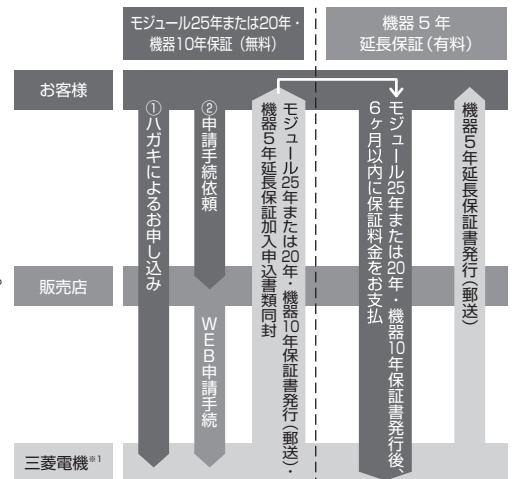 モジュール25年または20年・
機器10年保証（無料）
機器5年
延長保証（有料）
お客様
①ハガキによるお申し込み
②申請手続依頼
WEB申請手続
モジュール25年または20年・機器10年保証書発行（郵送）・
機器5年延長保証加入申込書類同封
モジュール25年または20年・機器10年保証書発行後、
6ヶ月以内に保証料金をお支払
機器5年延長保証書発行（郵送）
。
販売店
三菱電機※1